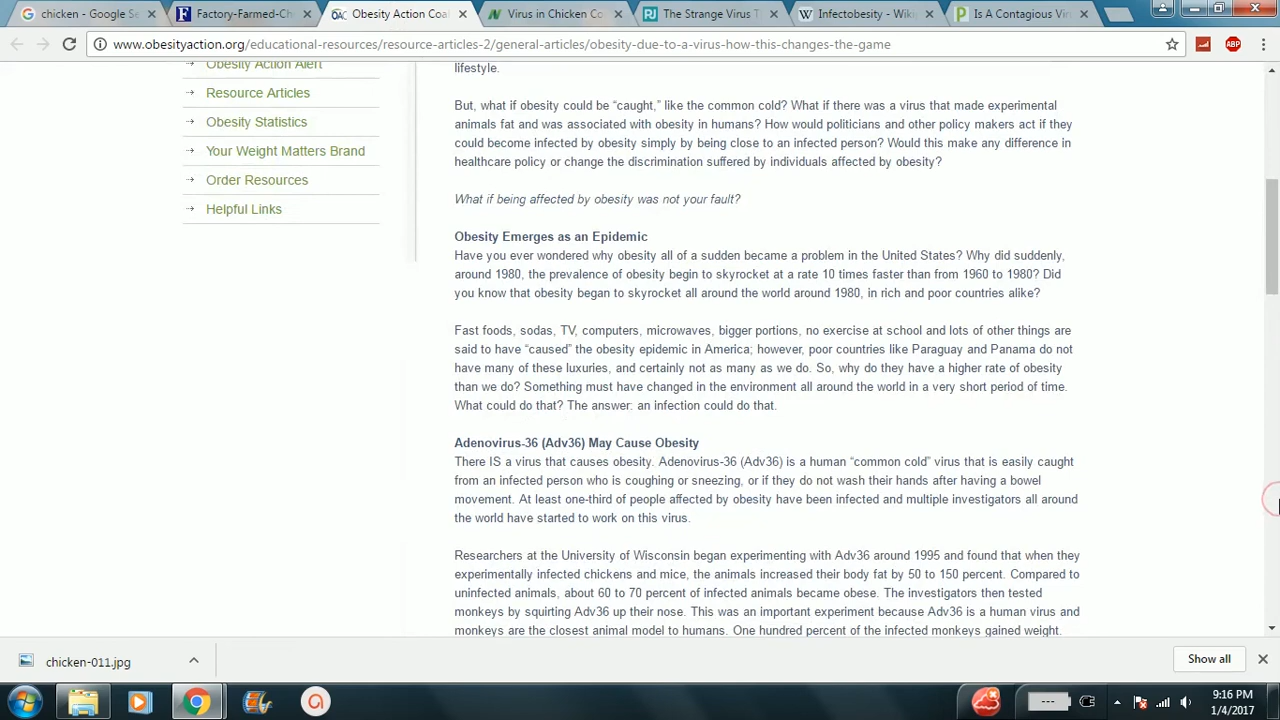 chicken - Google Se
Factory-Farmed-Ch
Obesity Action Coal
Virus in Chicken Co
The Strange Virus T
Infectobesity - Wiki
Is A Contagious Viru
www.obesityaction.org/educational-resources/resource-articles-2/general-articles/obesity-due-to-a-virus-how-this-changes-the-game
ABP
Obesity Action Alert
Resource Articles
Obesity Statistics
Your Weight Matters Brand
Order Resources
Helpful Links
lifestyle.
But, what if obesity could be “caught,” like the common cold? What if there was a virus that made experimental
animals fat and was associated with obesity in humans? How would politicians and other policy makers act if they
could become infected by obesity simply by being close to an infected person? Would this make any difference in
healthcare policy or change the discrimination suffered by individuals affected by obesity?
What if being affected by obesity was not your fault?
Obesity Emerges as an Epidemic
Have you ever wondered why obesity all of a sudden became a problem in the United States? Why did suddenly,
around 1980, the prevalence of obesity begin to skyrocket at a rate 10 times faster than from 1960 to 1980? Did
you know that obesity began to skyrocket all around the world around 1980, in rich and poor countries alike?
Fast foods, sodas, TV, computers, microwaves, bigger portions, no exercise at school and lots of other things are
said to have “caused” the obesity epidemic in America; however, poor countries like Paraguay and Panama do not
have many of these luxuries, and certainly not as many as we do. So, why do they have a higher rate of obesity
than we do? Something must have changed in the environment all around the world in a very short period of time.
What could do that? The answer: an infection could do that.
Adenovirus-36 (Adv36) May Cause Obesity
There IS a virus that causes obesity. Adenovirus-36 (Adv36) is a human “common cold” virus that is easily caught
from an infected person who is coughing or sneezing, or if they do not wash their hands after having a bowel
movement. At least one-third of people affected by obesity have been infected and multiple investigators all around
the world have started to work on this virus.
Researchers at the University of Wisconsin began experimenting with Adv36 around 1995 and found that when they
experimentally infected chickens and mice, the animals increased their body fat by 50 to 150 percent. Compared to
uninfected animals, about 60 to 70 percent of infected animals became obese. The investigators then tested
monkeys by squirting Adv36 up their nose. This was an important experiment because Adv36 is a human virus and
monkeys are the closest animal model to humans. One hundred percent of the infected monkeys gained weight.
chicken-011.jpg
Show all
9:16 PM
1/4/2017